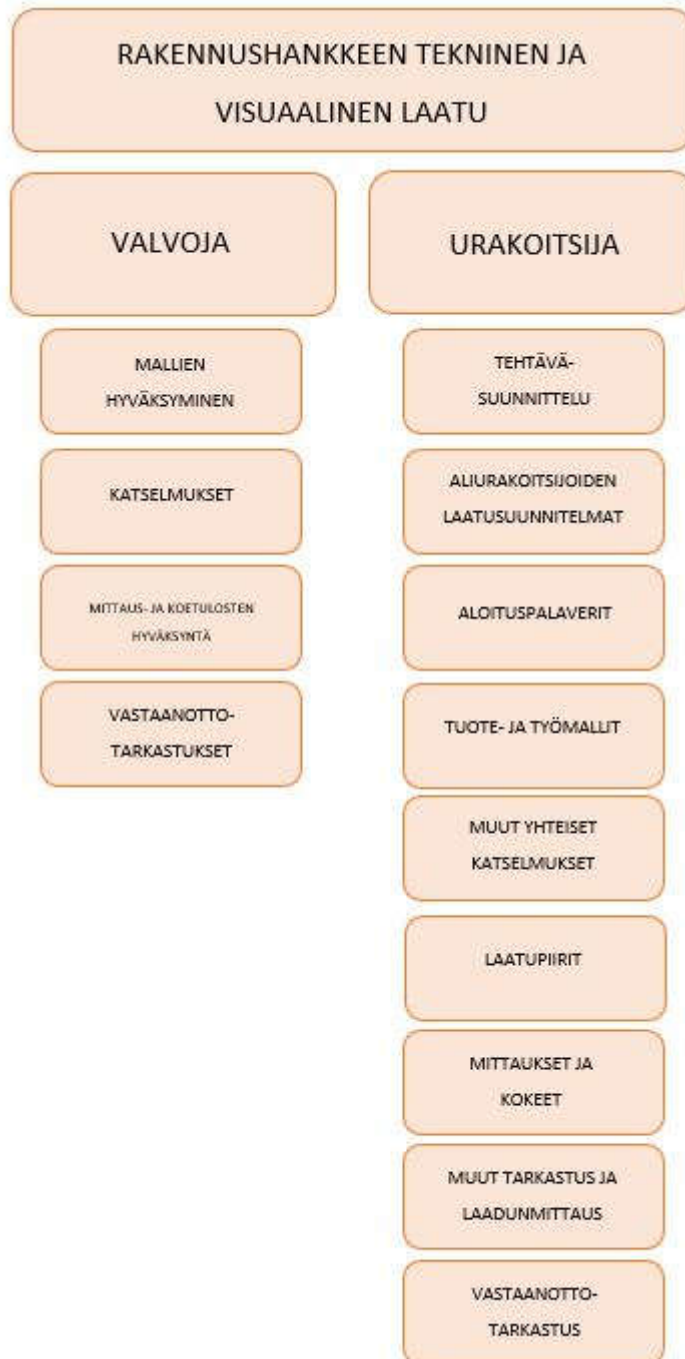 RAKENNUSHANKKEEN TEKNINEN JA
VISUAALINEN LAATU
VALVOJA
MALLIEN
HYVÄKSYMINEN
KATSELMUKSET
MITTAUS- JA KOETULOSTEN
HYVÄKSYNTÄ
VASTAANOTTO-
TARKASTUKSET
URAKOITSIJA
TEHTÄVÄ-
SUUNNITTELU
ALIURAKOITSIJOIDEN
LAATUSUUNNITELMAT
ALOITUSPALAVERIT
TUOTE- JA TYÖMALLIT
MUUT YHTEISET
KATSELMUKSET
LAATUPIIRIT
MITTAUKSET JA
KOKEET
MUUT TARKASTUS JA
LAADUNMITTAUS
VASTAANOTTO-
TARKASTUS